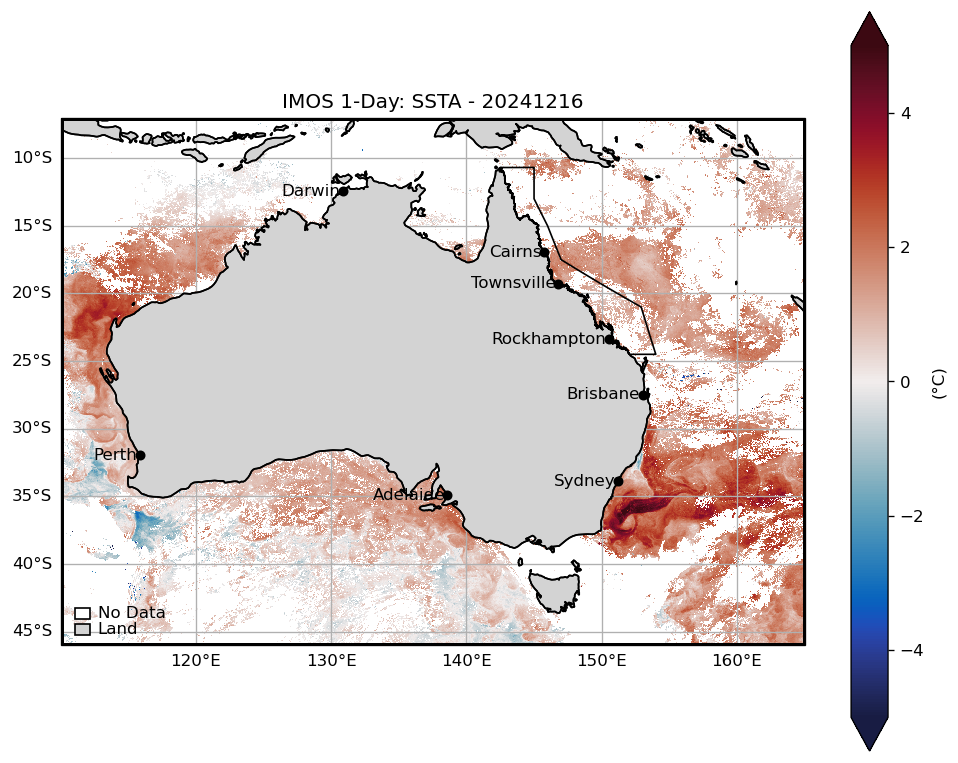 IMOS 1-Day: SSTA - 20241216
4
10°S
Darwin
15°S
Cairns
2
Townsville
20°S
Rockhampton
25°S
0
(°C)
Brisbane
30°S
Perth
Sydney
35°S
Adelaide
−2
40°S
No Data
Land
45°S
−4
120°E 130°E 140°E 150°E 160°E